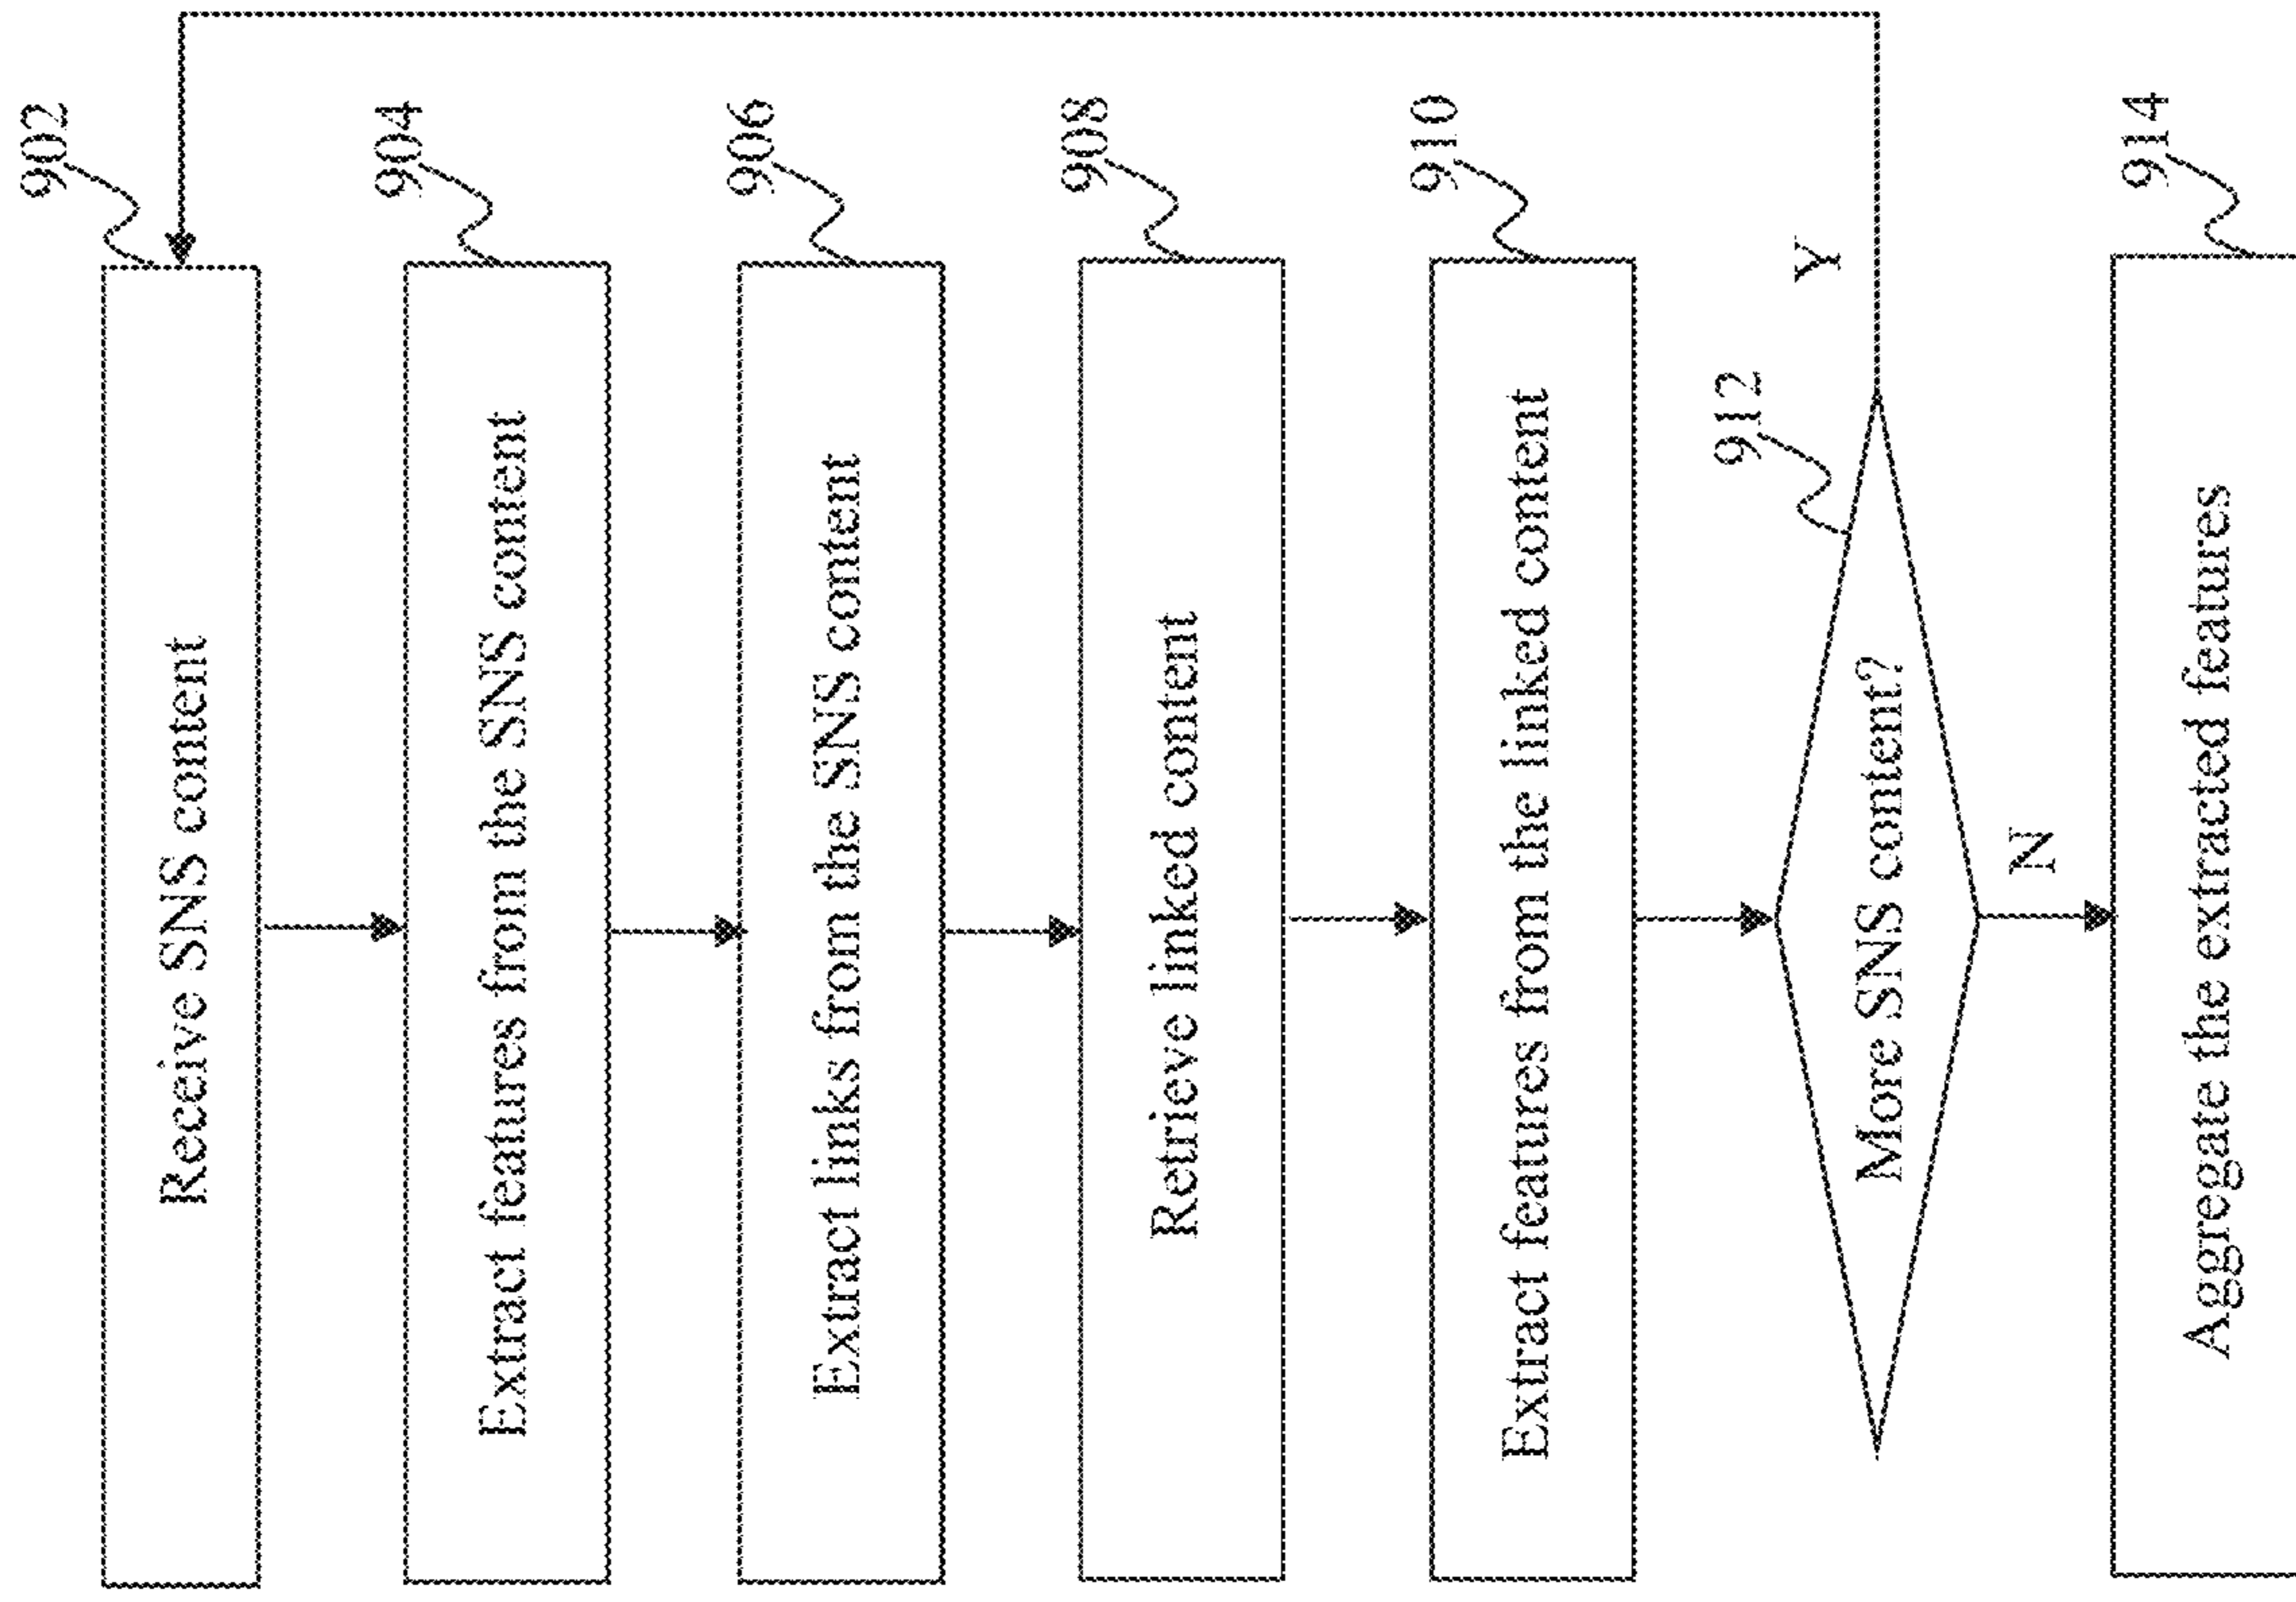 902
Receive SNS content
904
Extract features from the SNS content
906
Extract links from the SNS content
908
Retrieve linked content
910
Extract features from the linked content
912
More SNS content?
Y
N
914
Aggregate the extracted features